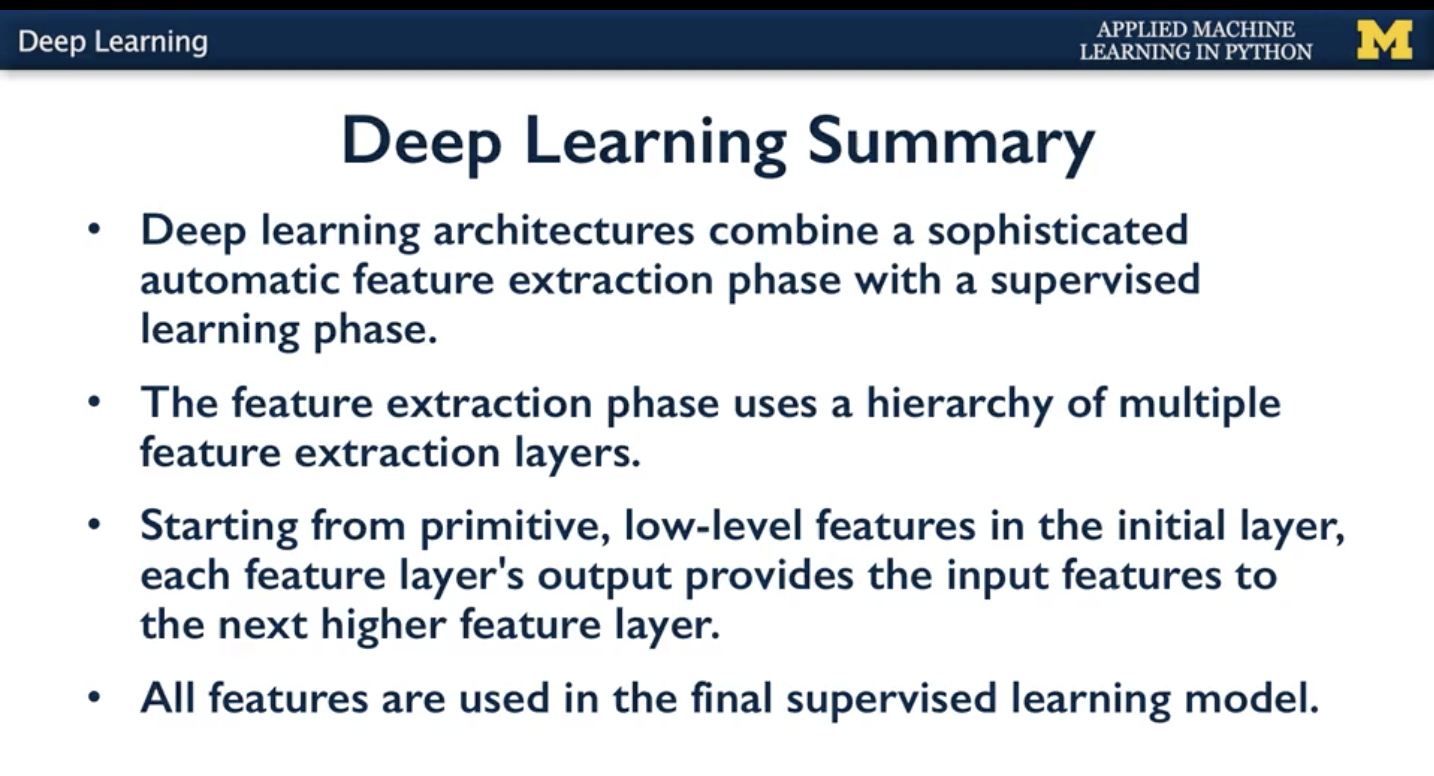 Deep Learning
APPLIED MACHINE
LEARNING IN PYTHON
M
Deep Learning Summary
• Deep learning architectures combine a sophisticated
automatic feature extraction phase with a supervised
learning phase.
• The feature extraction phase uses a hierarchy of multiple
feature extraction layers.
• Starting from primitive, low-level features in the initial layer,
each feature layer's output provides the input features to
the next higher feature layer.
• All features are used in the final supervised learning model.